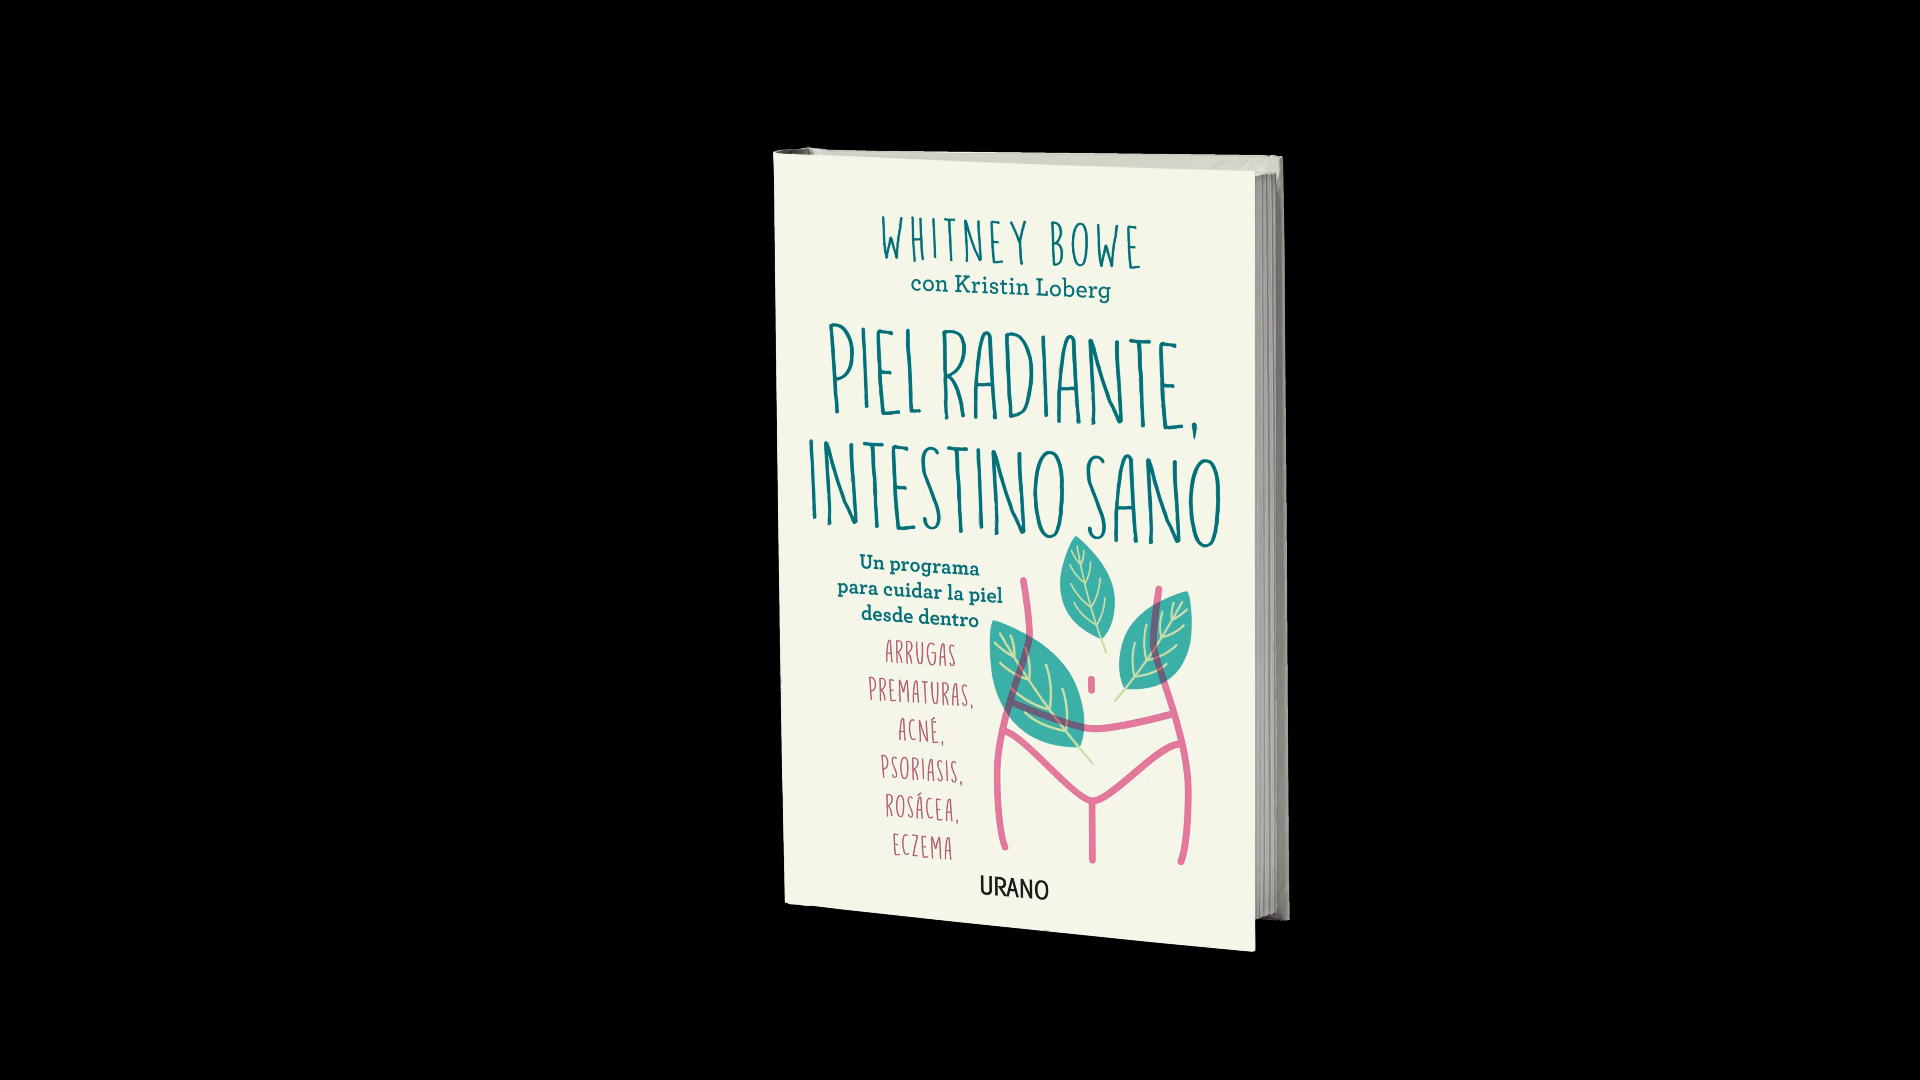 WHITNEY BOWE
con Kristin Loberg
PIEL RADIANTE,
INTESTINO SANO
Un programa
para cuidar la piel
desde dentro
ARRUGAS
PREMATURAS,
ACNÉ,
PSORIASIS,
ROSÁCEA,
ECZEMA
URANO